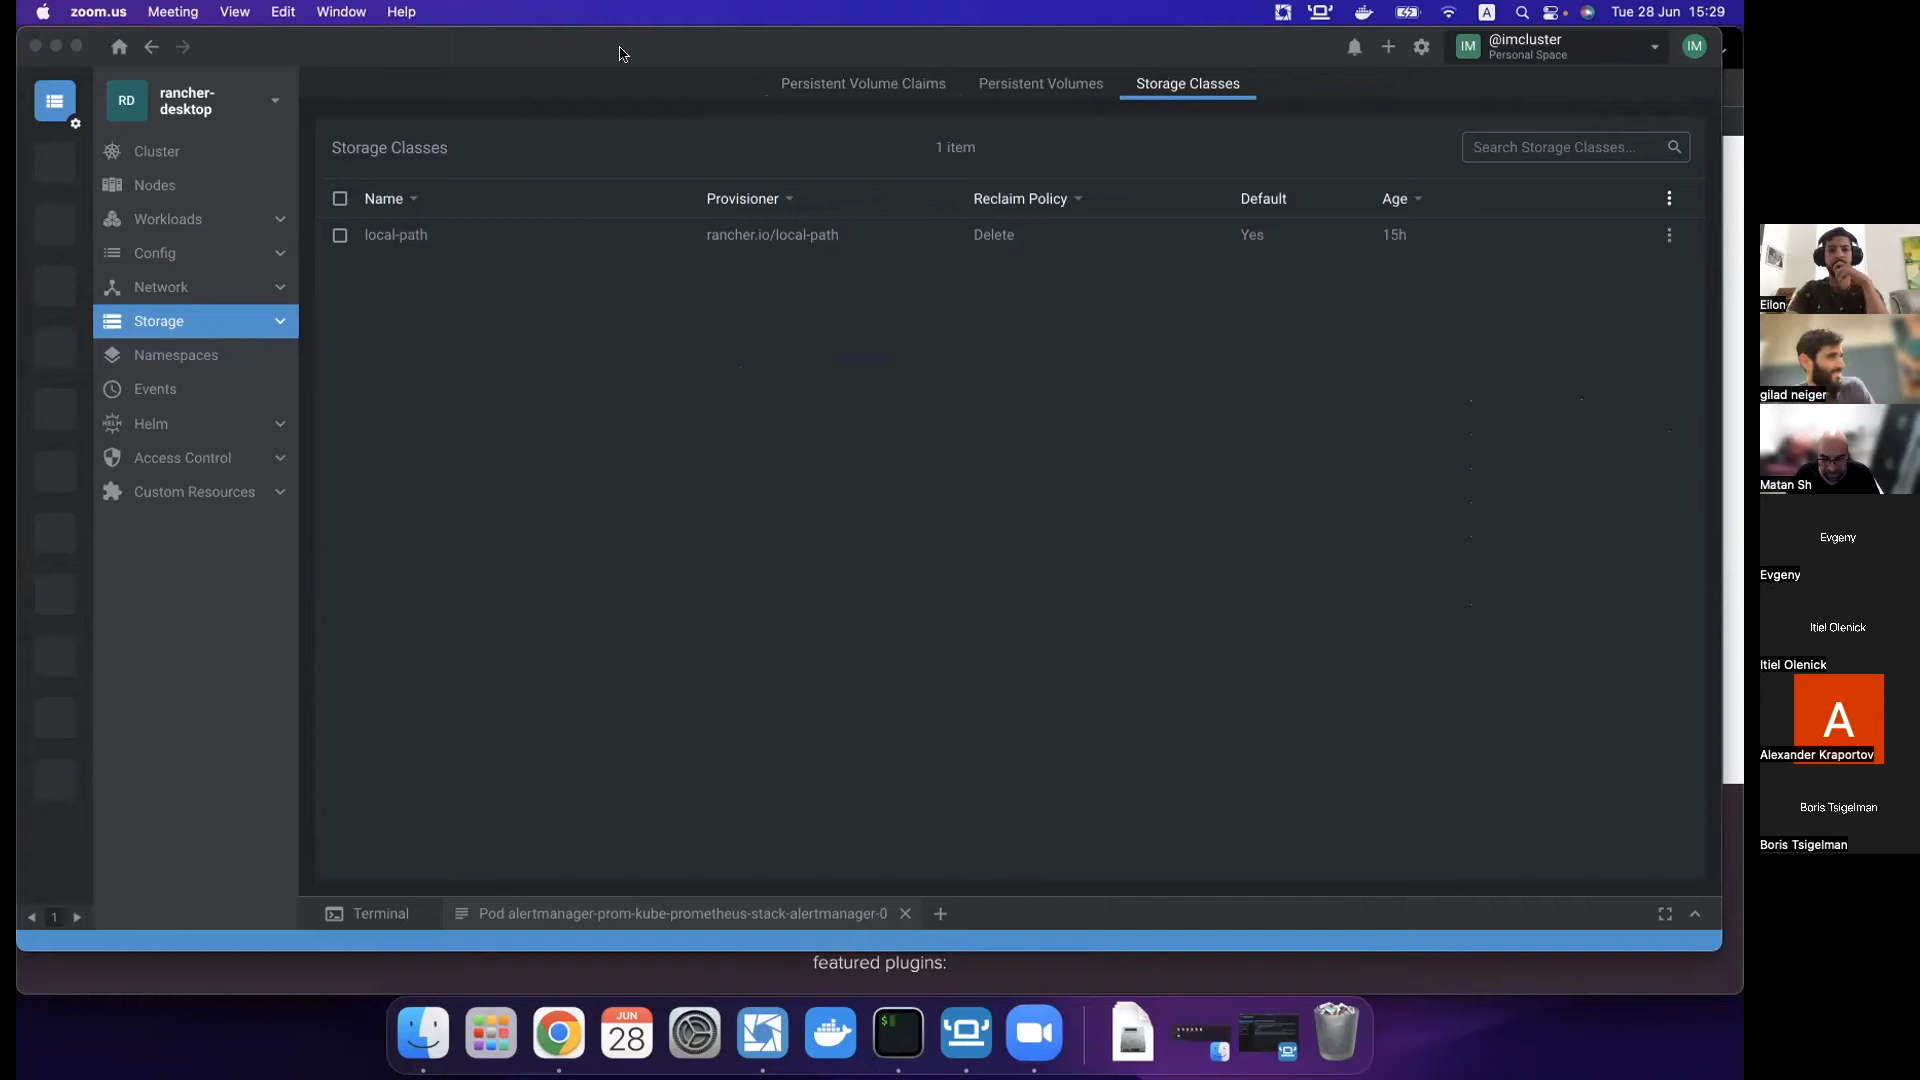 zoom.us Meeting View Edit Window Help
A
Tue 28 Jun 15:29
IM
@imcluster
Personal Space
IM
RD
rancher-
desktop
Persistent Volume Claims
Persistent Volumes
Storage Classes
Cluster
Nodes
Workloads
Config
Network
Storage
Namespaces
Events
HELM
Helm
Access Control
Custom Resources
Storage Classes
1 item
Search Storage Classes...
Name
Provisioner
Reclaim Policy
Default
Age
local-path
rancher.io/local-path
Delete
Yes
15h
1
Terminal
Pod alertmanager-prom-kube-prometheus-stack-alertmanager-0
featured plugins:
JUN
28
$
Eilon
gilad neiger
Matan Sh
Evgeny
Evgeny
Itiel Olenick
Itiel Olenick
A
Alexander Kraportov
Boris Tsigelman
Boris Tsigelman